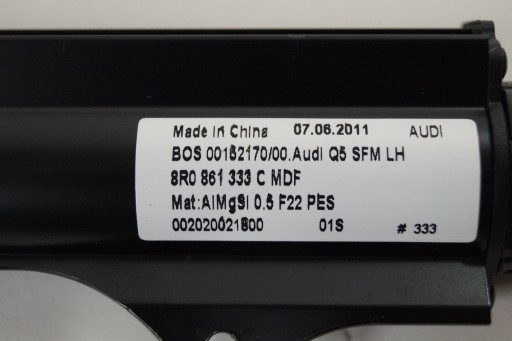 Made in China 07.06.2011 AUDI
BOS 00152170/00.Audi Q5 SFM LH
8R0 861 333 C MDF
Mat:AlMgSi 0.5 F22 PES
002020021800 01S # 333